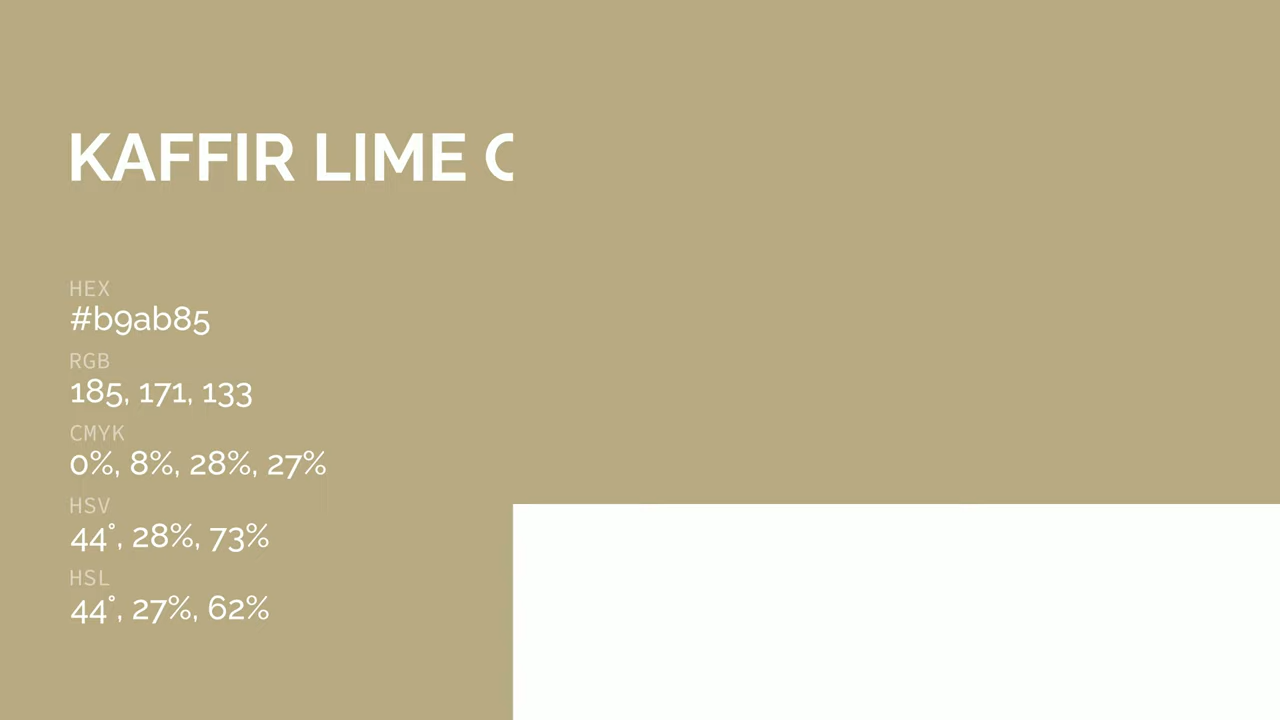 KAFFIR LIME C
HEX
#b9ab85
RGB
185, 171, 133
CMYK
0%, 8%, 28%, 27%
HSV
44°, 28%, 73%
HSL
44°, 27%, 62%